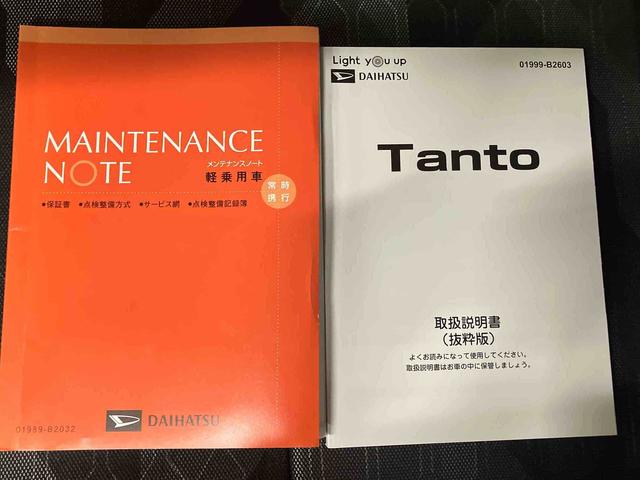 MAINTENANCE
NOTE
メンテナンスノート
軽乗用車
常時
携行
•保証書 •点検整備方式 •サービス網 •点検整備記録簿
DAIHATSU
01989-B2032
Light you up
DAIHATSU
01999-B2603
Tanto
取扱説明書
(抜粋版)
よくお読みになって使用してください。
取扱説明書はお車の中に保管しましょう。